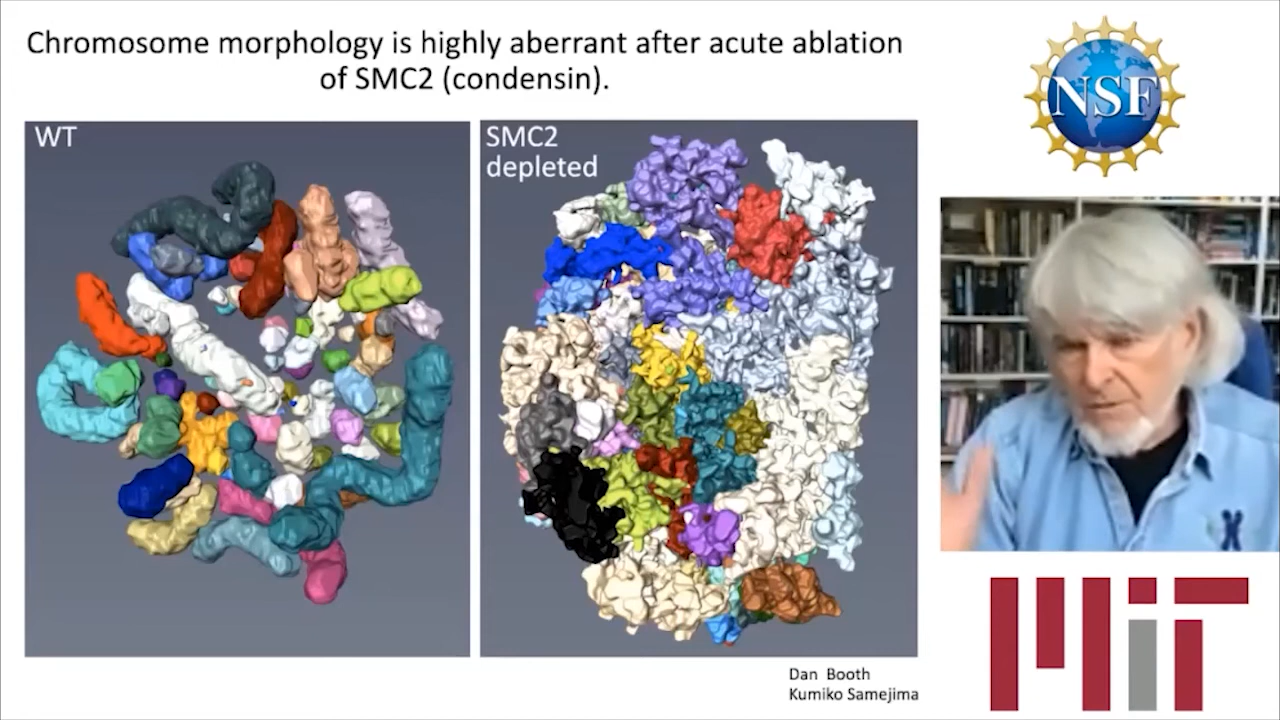 Chromosome morphology is highly aberrant after acute ablation
of SMC2 (condensin).
WT
SMC2
depleted
Dan Booth
Kumiko Samejima
NSF
MIT